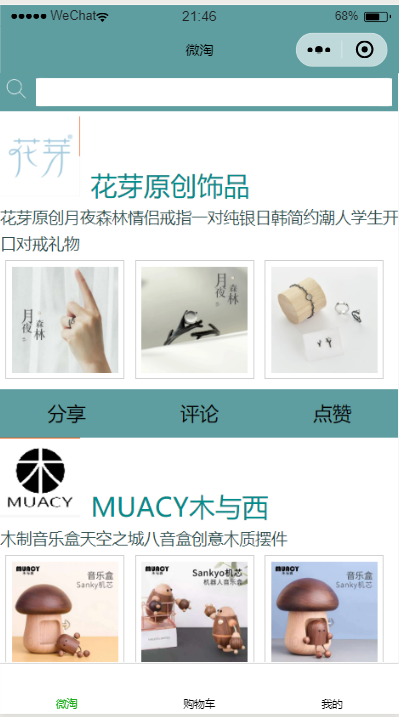 ●●●●● WeChat 21:46 68%
微淘
花芽®
花芽原创饰品
花芽原创月夜森林情侣戒指一对纯银日韩简约潮人学生开
口对戒礼物
月夜森林
月夜森林
分享 评论 点赞
MUACY
MUACY木与西
木制音乐盒天空之城八音盒创意木质摆件
MUACY 音乐盒
Sanky机芯
MUACY Sankyo机芯
机器人音乐盒
MUACY 音乐盒
Sanky机芯
微淘 购物车 我的